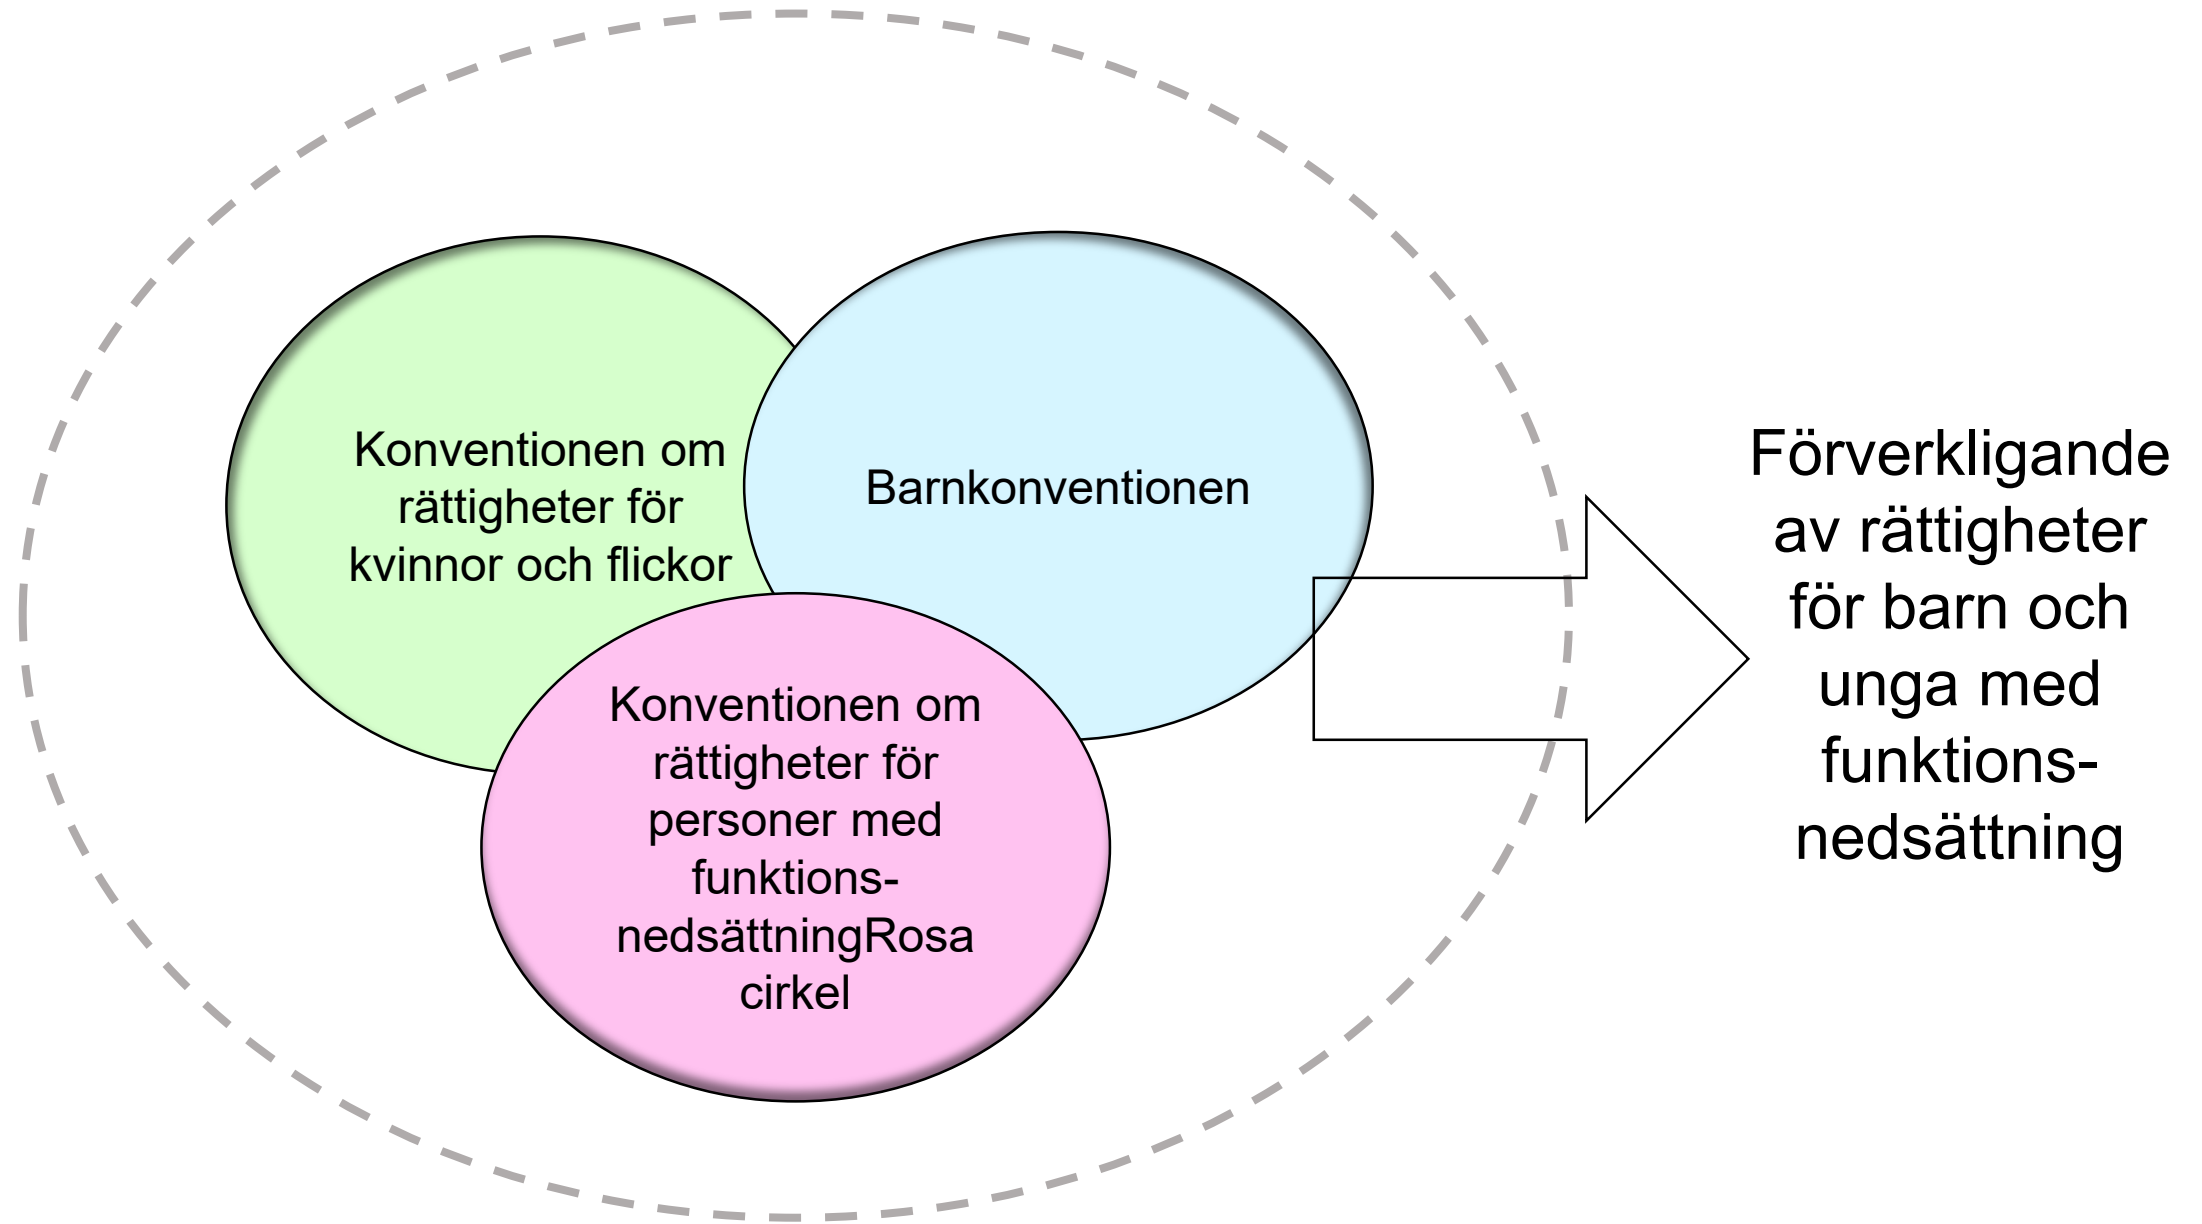 Konventionen om
rättigheter för
kvinnor och flickor
Barnkonventionen
Konventionen om
rättigheter för
personer med
funktions-
nedsättningRosa
cirkel
Förverkligande
av rättigheter
för barn och
unga med
funktions-
nedsättning